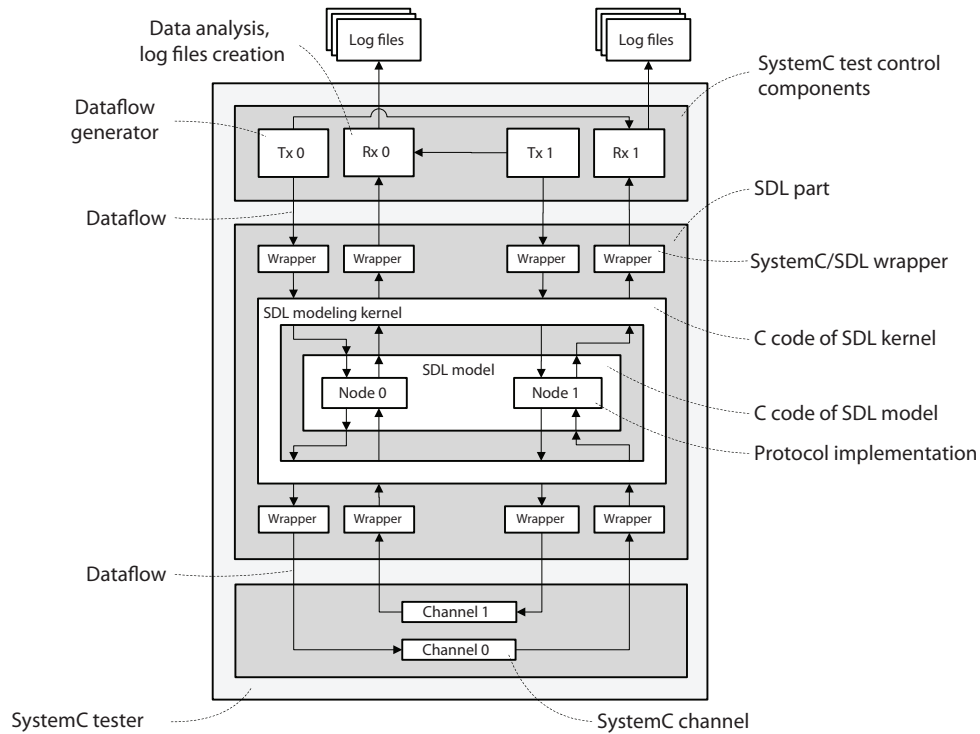 Data analysis,
log files creation
Log files
Log files
SystemC test control
components
Dataflow
generator
Tx 0
Rx 0
Tx 1
Rx 1
SDL part
Dataflow
Wrapper
Wrapper
Wrapper
Wrapper
SystemC/SDL wrapper
SDL modeling kernel
C code of SDL kernel
SDL model
Node 0
Node 1
C code of SDL model
Protocol implementation
Wrapper
Wrapper
Wrapper
Wrapper
Dataflow
Channel 1
Channel 0
SystemC tester
SystemC channel